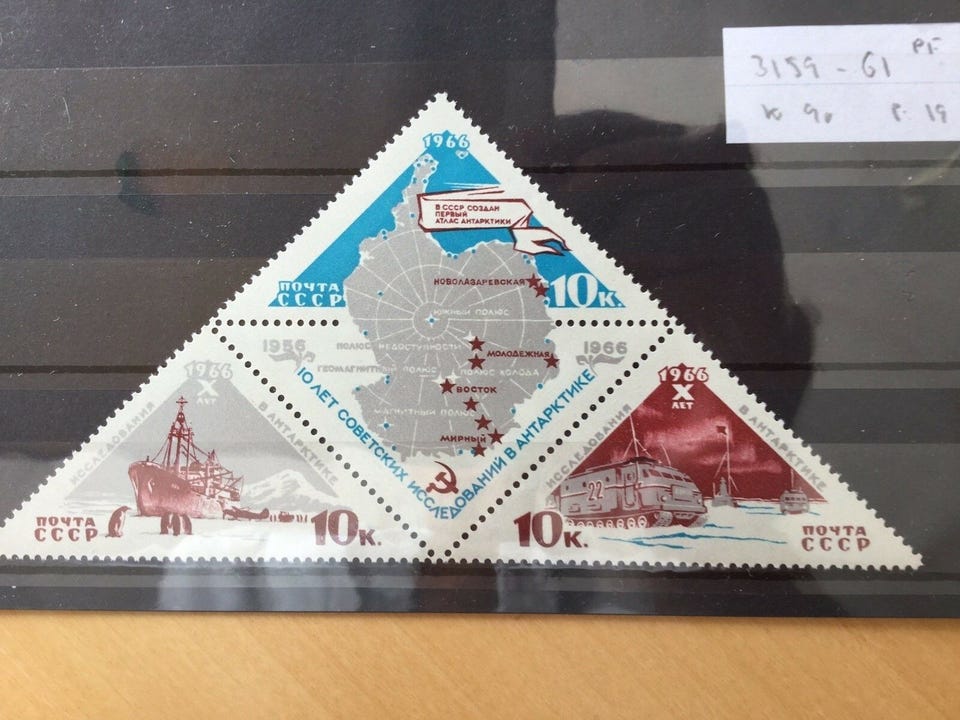 3159 - 61 PF
к 90 г. 19
1966
В СССР СОЗДАН
ПЕРВЫЙ
АТЛАС АНТАРКТИКИ
НОВОЛАЗАРЕВСКАЯ
ПОЧТА
СССР
10К.
ЮЖНЫЙ ПОЛЮС
1956
1966
ПОЛЮС НЕДОСТУПНОСТИ
МОЛОДЕЖНАЯ
ГЕОМАГНИТНЫЙ ПОЛЮС
ПОЛЮС ХОЛОДА
ВОСТОК
МАГНИТНЫЙ ПОЛЮС
МИРНЫЙ
10 ЛЕТ СОВЕТСКИХ ИССЛЕДОВАНИЙ В АНТАРКТИКЕ
1966
X
ЛЕТ
ИССЛЕДОВАНИЯ В АНТАРКТИКЕ
ПОЧТА
СССР
10К.
1966
X
ЛЕТ
ИССЛЕДОВАНИЯ В АНТАРКТИКЕ
22
10К.
ПОЧТА
СССР